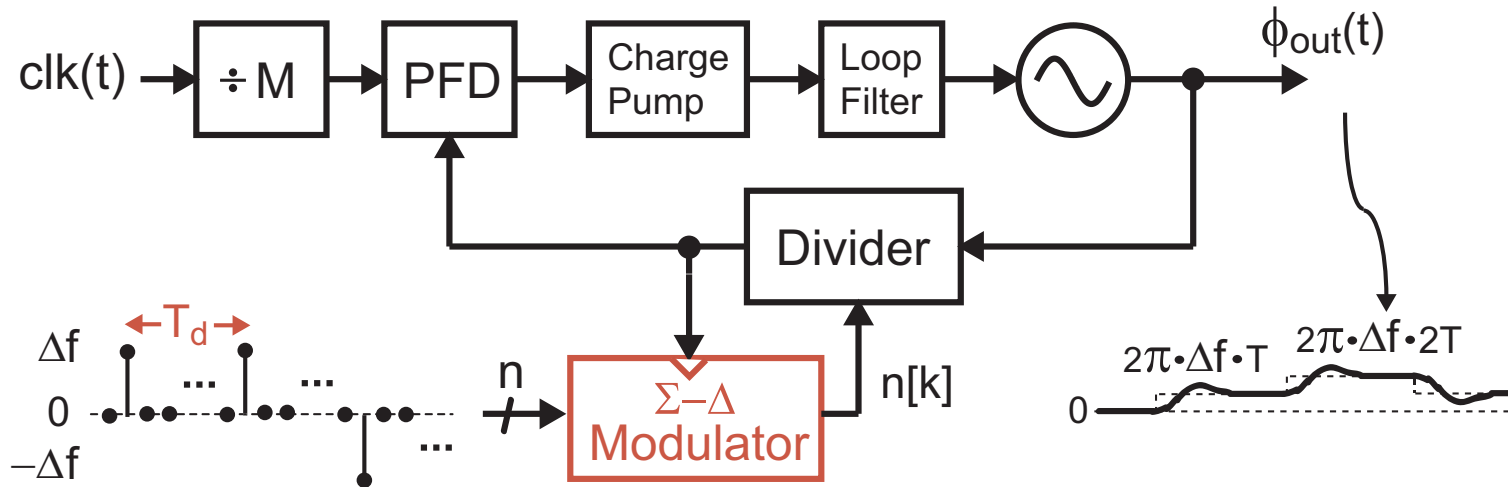 clk(t)
÷ M
PFD
Charge
Pump
Loop
Filter
ϕout(t)
Divider
Td
Δf
...
...
0
...
−Δf
n
Σ−Δ
Modulator
n[k]
2π•Δf•T
2π•Δf•2T
0